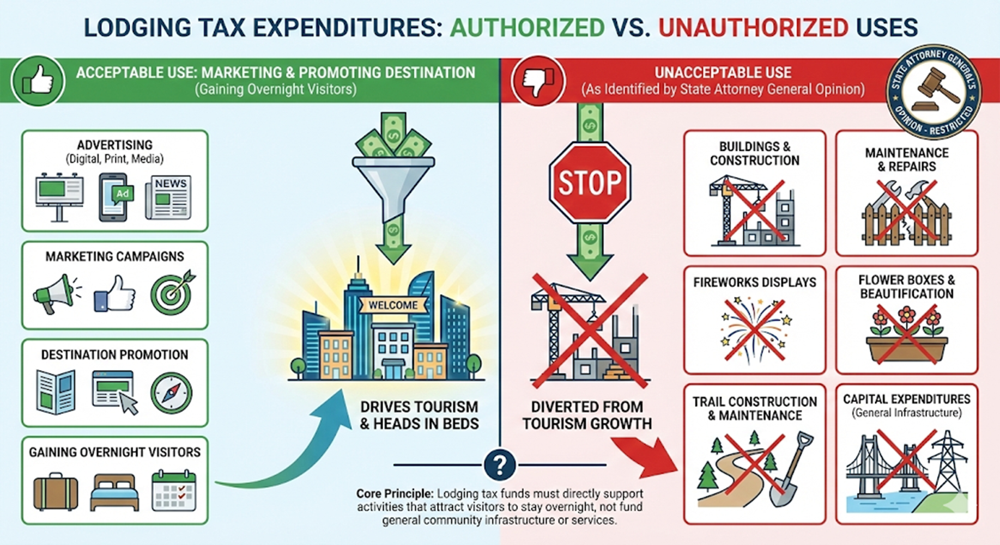 LODGING TAX EXPENDITURES: AUTHORIZED VS. UNAUTHORIZED USES
ACCEPTABLE USE: MARKETING & PROMOTING DESTINATION
(Gaining Overnight Visitors)
ADVERTISING
(Digital, Print, Media)
Ad
NEWS
MARKETING CAMPAIGNS
DESTINATION PROMOTION
GAINING OVERNIGHT VISITORS
$
$
$
$
WELCOME
DRIVES TOURISM
& HEADS IN BEDS
UNACCEPTABLE USE
(As Identified by State Attorney General Opinion)
STATE ATTORNEY GENERAL'S
OPINION - RESTRICTED
$
STOP
$
DIVERTED FROM
TOURISM GROWTH
BUILDINGS &
CONSTRUCTION
MAINTENANCE
& REPAIRS
FIREWORKS DISPLAYS
FLOWER BOXES &
BEAUTIFICATION
TRAIL CONSTRUCTION
& MAINTENANCE
CAPITAL EXPENDITURES
(General Infrastructure)
?
Core Principle: Lodging tax funds must directly support
activities that attract visitors to stay overnight, not fund
general community infrastructure or services.